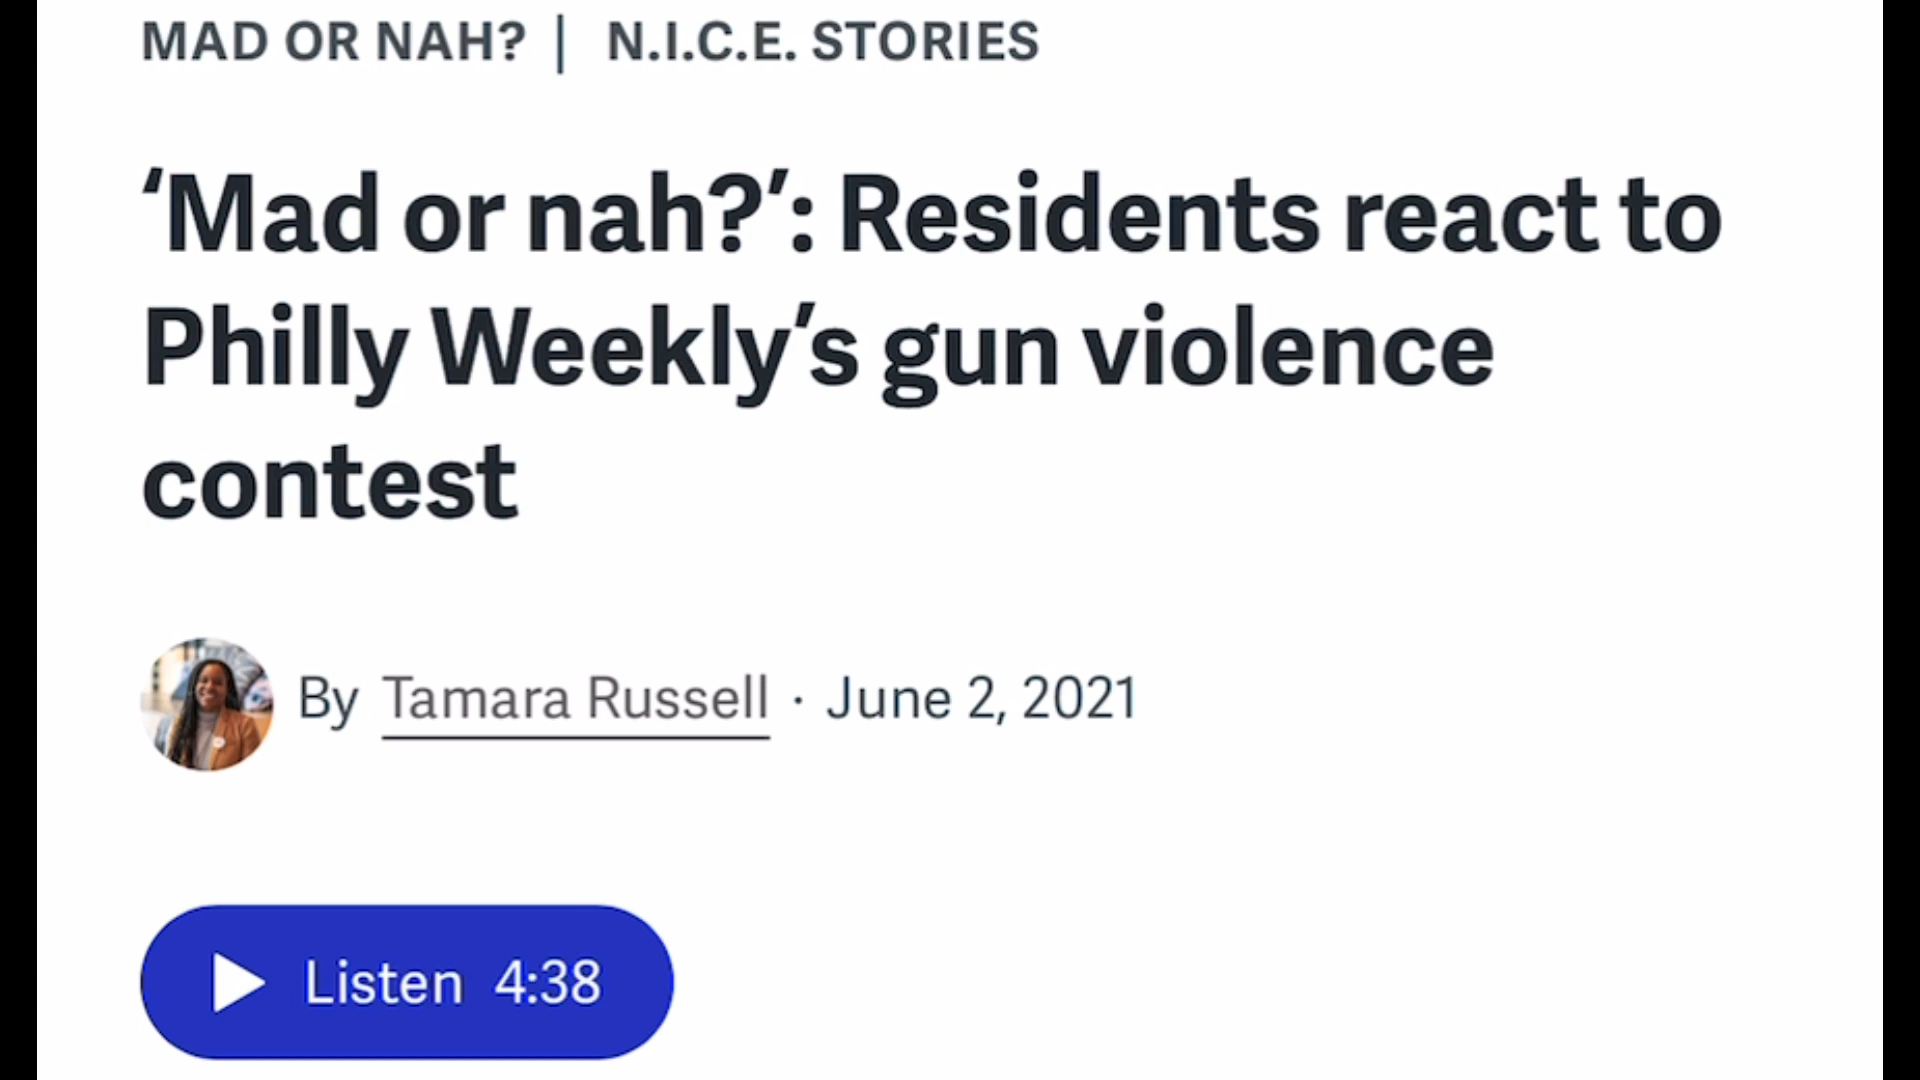 MAD OR NAH? | N.I.C.E. STORIES
‘Mad or nah?’: Residents react to
Philly Weekly’s gun violence
contest
By Tamara Russell · June 2, 2021
Listen 4:38